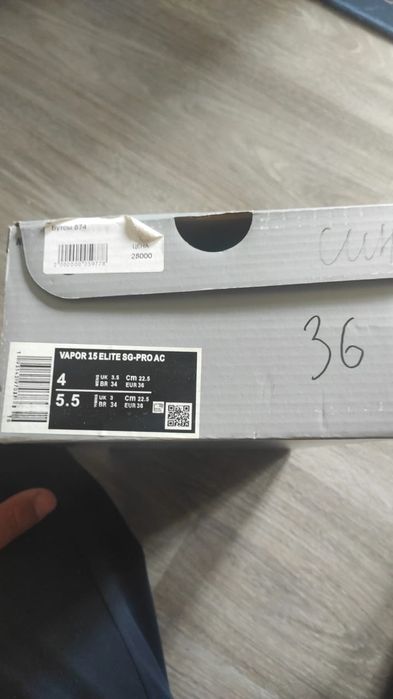 Бутсы 874
ЦЕНА
28000
син
36
VAPOR 15 ELITE SG-PRO AC
4 UK 3.5 Cm 22.5
BR 34 EUR 36
5.5 UK 3 Cm 22.5
BR 34 EUR 36